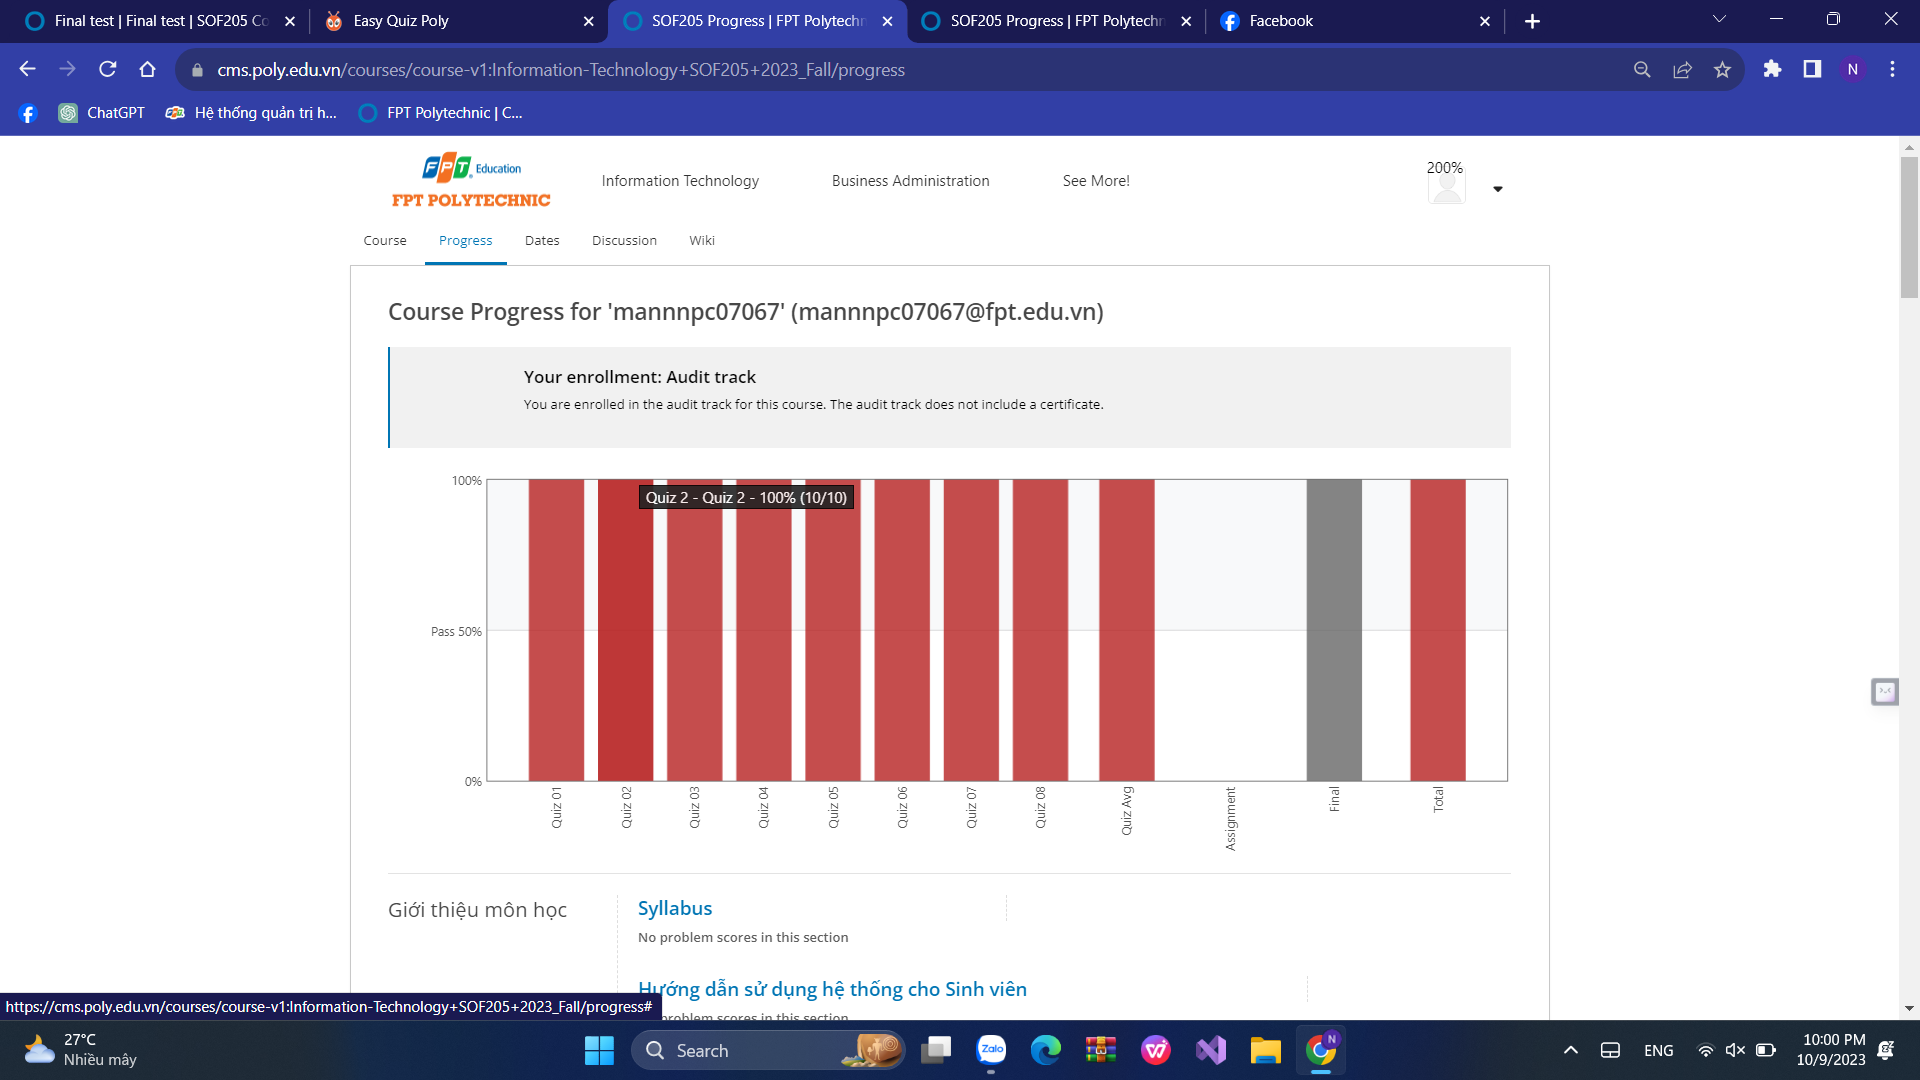 Final test | Final test | SOF205 Co
Easy Quiz Poly
SOF205 Progress | FPT Polytechn
SOF205 Progress | FPT Polytechn
Facebook
cms.poly.edu.vn/courses/course-v1:Information-Technology+SOF205+2023_Fall/progress
N
ChatGPT
Hệ thống quản trị h...
FPT Polytechnic | C...
FPT Education
FPT POLYTECHNIC
Information Technology
Business Administration
See More!
200%
Course
Progress
Dates
Discussion
Wiki
Course Progress for 'mannnpc07067' (mannnpc07067@fpt.edu.vn)
Your enrollment: Audit track
You are enrolled in the audit track for this course. The audit track does not include a certificate.
100%
Quiz 2 - Quiz 2 - 100% (10/10)
Pass 50%
0%
Quiz 01
Quiz 02
Quiz 03
Quiz 04
Quiz 05
Quiz 06
Quiz 07
Quiz 08
Quiz Avg
Assignment
Final
Total
Giới thiệu môn học
Syllabus
No problem scores in this section
Hướng dẫn sử dụng hệ thống cho Sinh viên
problem scores in this section
https://cms.poly.edu.vn/courses/course-v1:Information-Technology+SOF205+2023_Fall/progress#
27°C
Nhiều mây
Search
Zalo
N
ENG
10:00 PM
10/9/2023